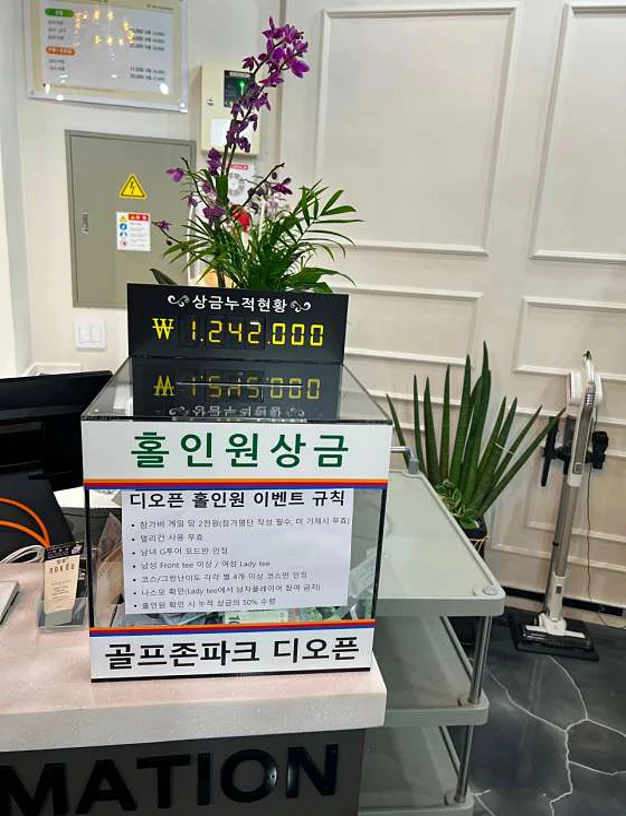 상금누적현황
₩ 1.242.000
홀인원상금
디오픈 홀인원 이벤트 규칙
• 참가비 게임 당 2천원(참가명단 작성 필수, 미 기재시 무효)
• 멀리건 사용 무효
• 남녀 G투어 모드만 인정
• 남성 Front tee 이상 / 여성 Lady tee
• 코스/그린난이도 각각 별 4개 이상 코스만 인정
• 나스모 확인(Lady tee에서 남자플레이어 참여 금지)
• 홀인원 확인 시 누적 상금의 50% 수령
골프존파크 디오픈
MATION